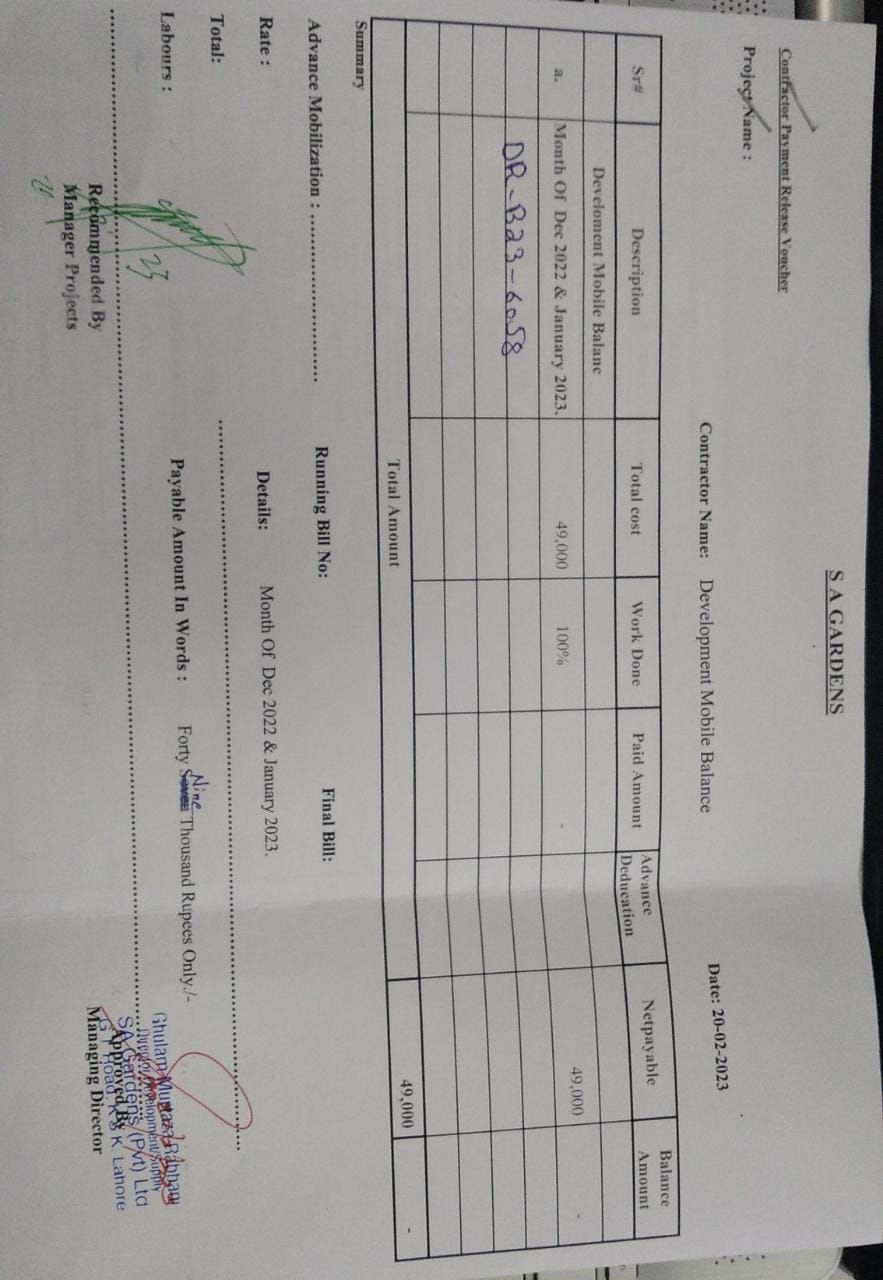 S A GARDENS
Contractor Payment Release Voucher
Project Name :
Contractor Name: Development Mobile Balance
Date: 20-02-2023
Sr# Description Total cost Work Done Paid Amount Advance Deducation Netpayable Balance Amount
Develoment Mobile Balanc
a. Month Of Dec 2022 & January 2023. 49,000 100% - 49,000 -
DR-B23-6058
Total Amount 49,000 -
Summary
Advance Mobilization : .................... Running Bill No: Final Bill:
Rate : Details: Month Of Dec 2022 & January 2023.
Total:
Labours : Payable Amount In Words : Forty Nine Thousand Rupees Only./-
Ghulam Murtaza Rabbani
Director Development/Supply
SA Gardens (Pvt) Ltd
G T Road K S K. Lahore
Recommended By Approved By
Manager Projects Managing Director